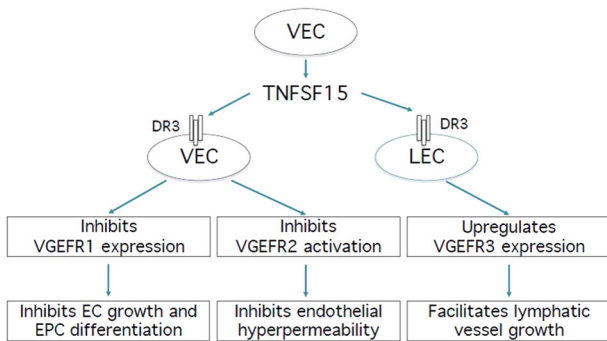 VEC
TNFSF15
DR3
VEC
DR3
LEC
Inhibits
VGEFR1 expression
Inhibits
VGEFR2 activation
Upregulates
VGEFR3 expression
Inhibits EC growth and
EPC differentiation
Inhibits endothelial
hyperpermeability
Facilitates lymphatic
vessel growth